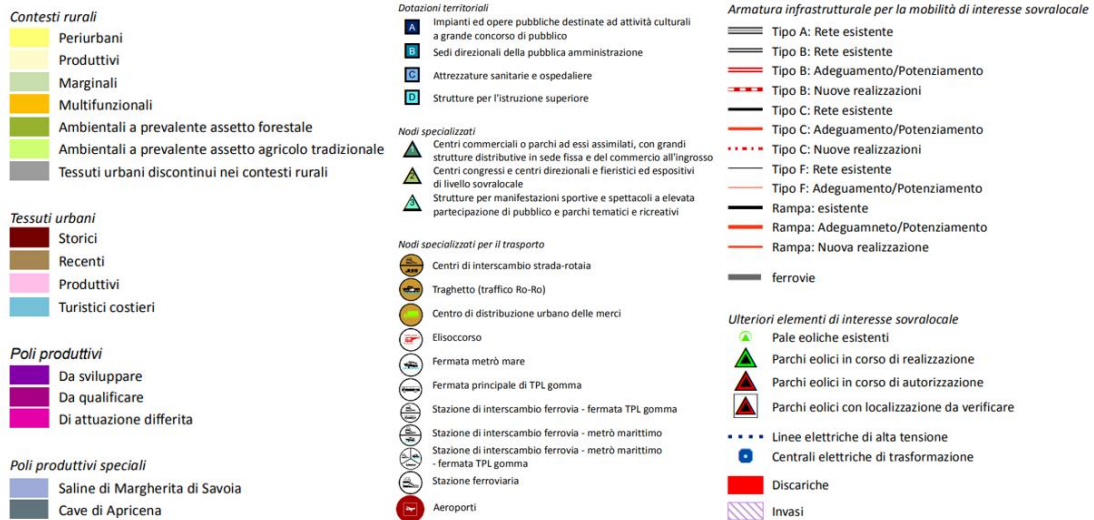 Contesti rurali
Periurbani
Produttivi
Marginali
Multifunzionali
Ambientali a prevalente assetto forestale
Ambientali a prevalente assetto agricolo tradizionale
Tessuti urbani discontinui nei contesti rurali
Tessuti urbani
Storici
Recenti
Produttivi
Turistici costieri
Poli produttivi
Da sviluppare
Da qualificare
Di attuazione differita
Poli produttivi speciali
Saline di Margherita di Savoia
Cave di Apricena
Dotazioni territoriali
A Impianti ed opere pubbliche destinate ad attività culturali
a grande concorso di pubblico
B Sedi direzionali della pubblica amministrazione
C Attrezzature sanitarie e ospedaliere
D Strutture per l'istruzione superiore
Nodi specializzati
1 Centri commerciali o parchi ad essi assimilati, con grandi
strutture distributive in sede fissa e del commercio all'ingrosso
2 Centri congressi e centri direzionali e fieristici ed espositivi
di livello sovralocale
3 Strutture per manifestazioni sportive e spettacoli a elevata
partecipazione di pubblico e parchi tematici e ricreativi
Nodi specializzati per il trasporto
Centri di interscambio strada-rotaia
Traghetto (traffico Ro-Ro)
Centro di distribuzione urbano delle merci
Elisoccorso
Fermata metrò mare
Fermata principale di TPL gomma
Stazione di interscambio ferrovia - fermata TPL gomma
Stazione di interscambio ferrovia - metrò marittimo
Stazione di interscambio ferrovia - metrò marittimo
- fermata TPL gomma
Stazione ferroviaria
Aeroporti
Armatura infrastrutturale per la mobilità di interesse sovralocale
Tipo A: Rete esistente
Tipo B: Rete esistente
Tipo B: Adeguamento/Potenziamento
Tipo B: Nuove realizzazioni
Tipo C: Rete esistente
Tipo C: Adeguamento/Potenziamento
Tipo C: Nuove realizzazioni
Tipo F: Rete esistente
Tipo F: Adeguamento/Potenziamento
Rampa: esistente
Rampa: Adeguamneto/Potenziamento
Rampa: Nuova realizzazione
ferrovie
Ulteriori elementi di interesse sovralocale
Pale eoliche esistenti
Parchi eolici in corso di realizzazione
Parchi eolici in corso di autorizzazione
Parchi eolici con localizzazione da verificare
Linee elettriche di alta tensione
Centrali elettriche di trasformazione
Discariche
Invasi